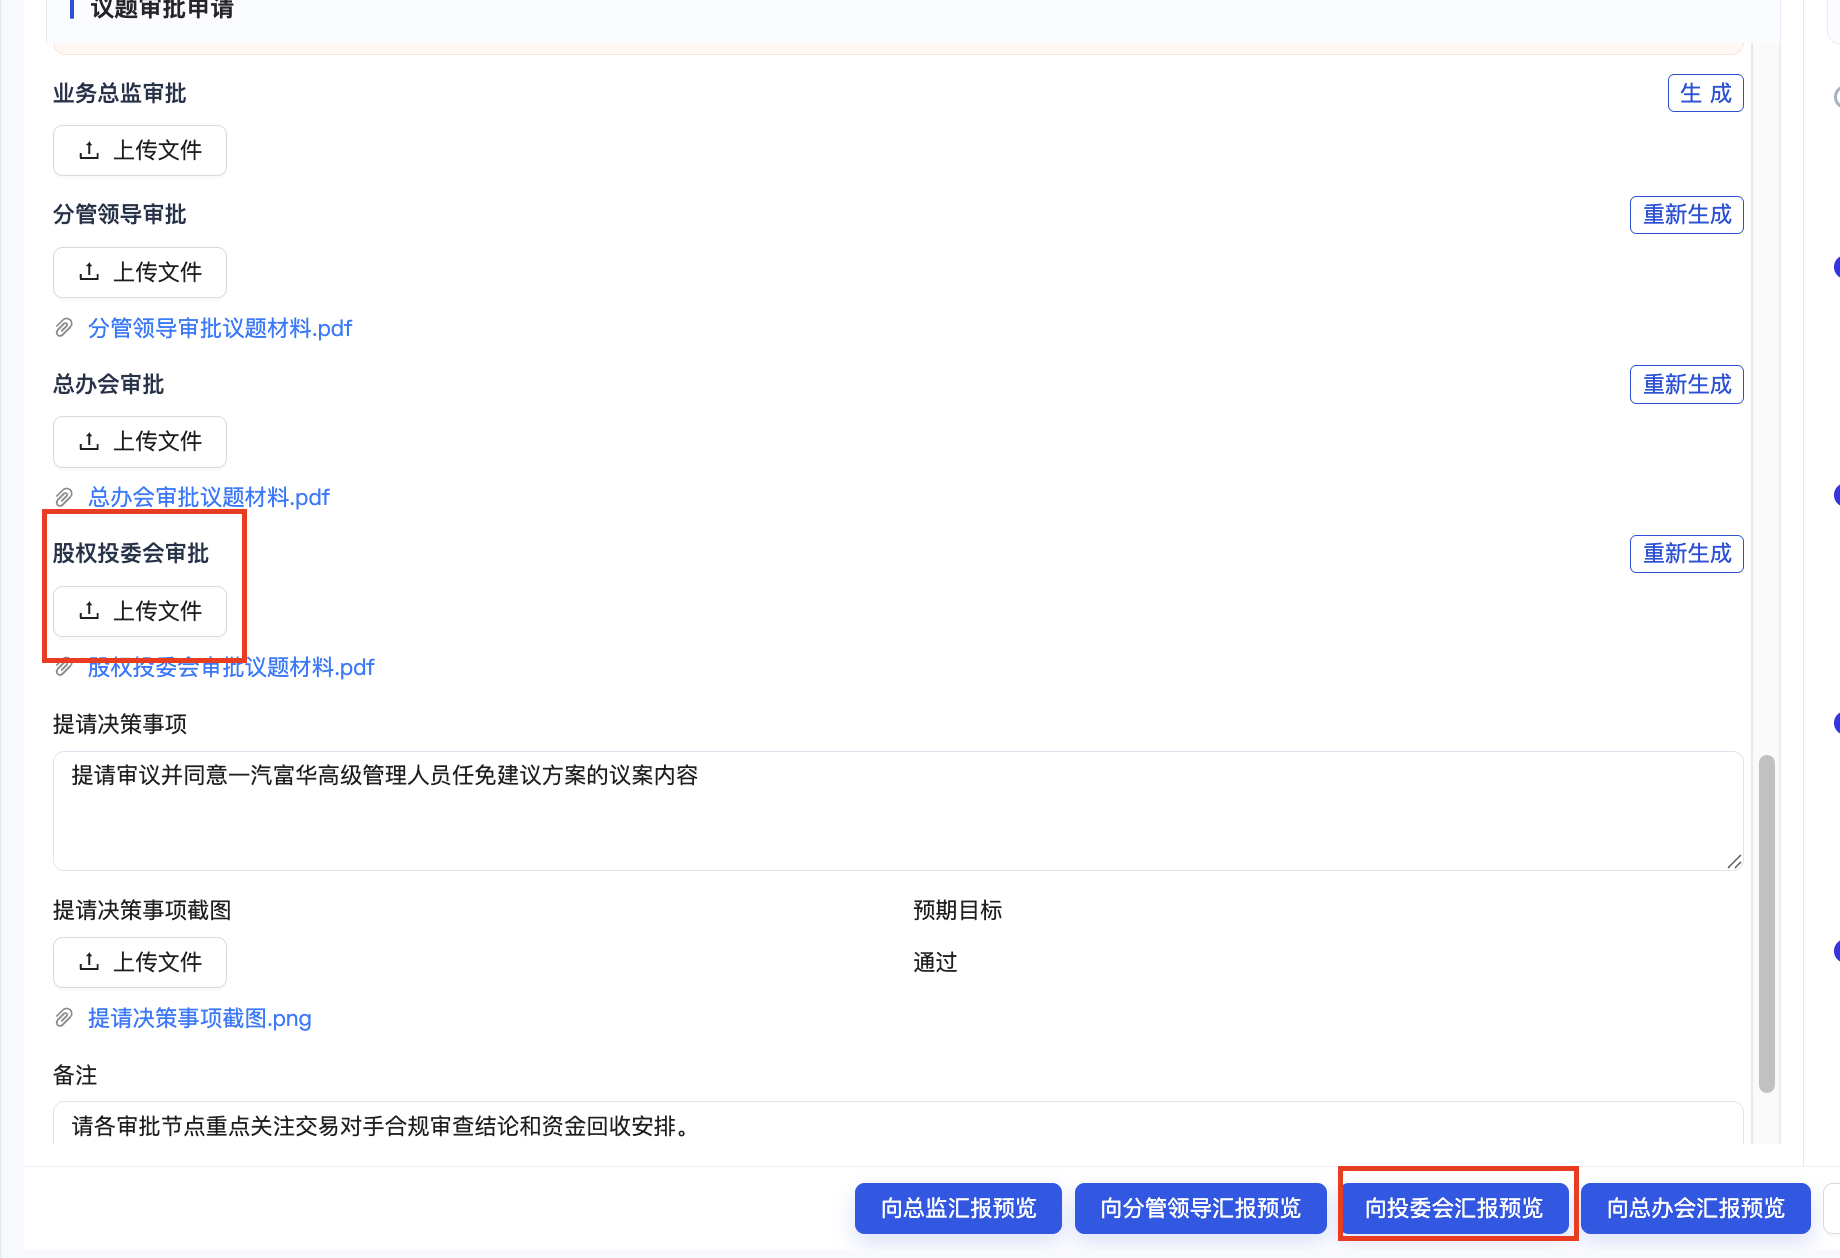 议题审批申请
业务总监审批
生 成
上传文件
分管领导审批
重新生成
上传文件
分管领导审批议题材料.pdf
总办会审批
重新生成
上传文件
总办会审批议题材料.pdf
股权投委会审批
重新生成
上传文件
股权投委会审批议题材料.pdf
提请决策事项
提请审议并同意一汽富华高级管理人员任免建议方案的议案内容
提请决策事项截图
预期目标
上传文件
通过
提请决策事项截图.png
备注
请各审批节点重点关注交易对手合规审查结论和资金回收安排。
向总监汇报预览
向分管领导汇报预览
向投委会汇报预览
向总办会汇报预览